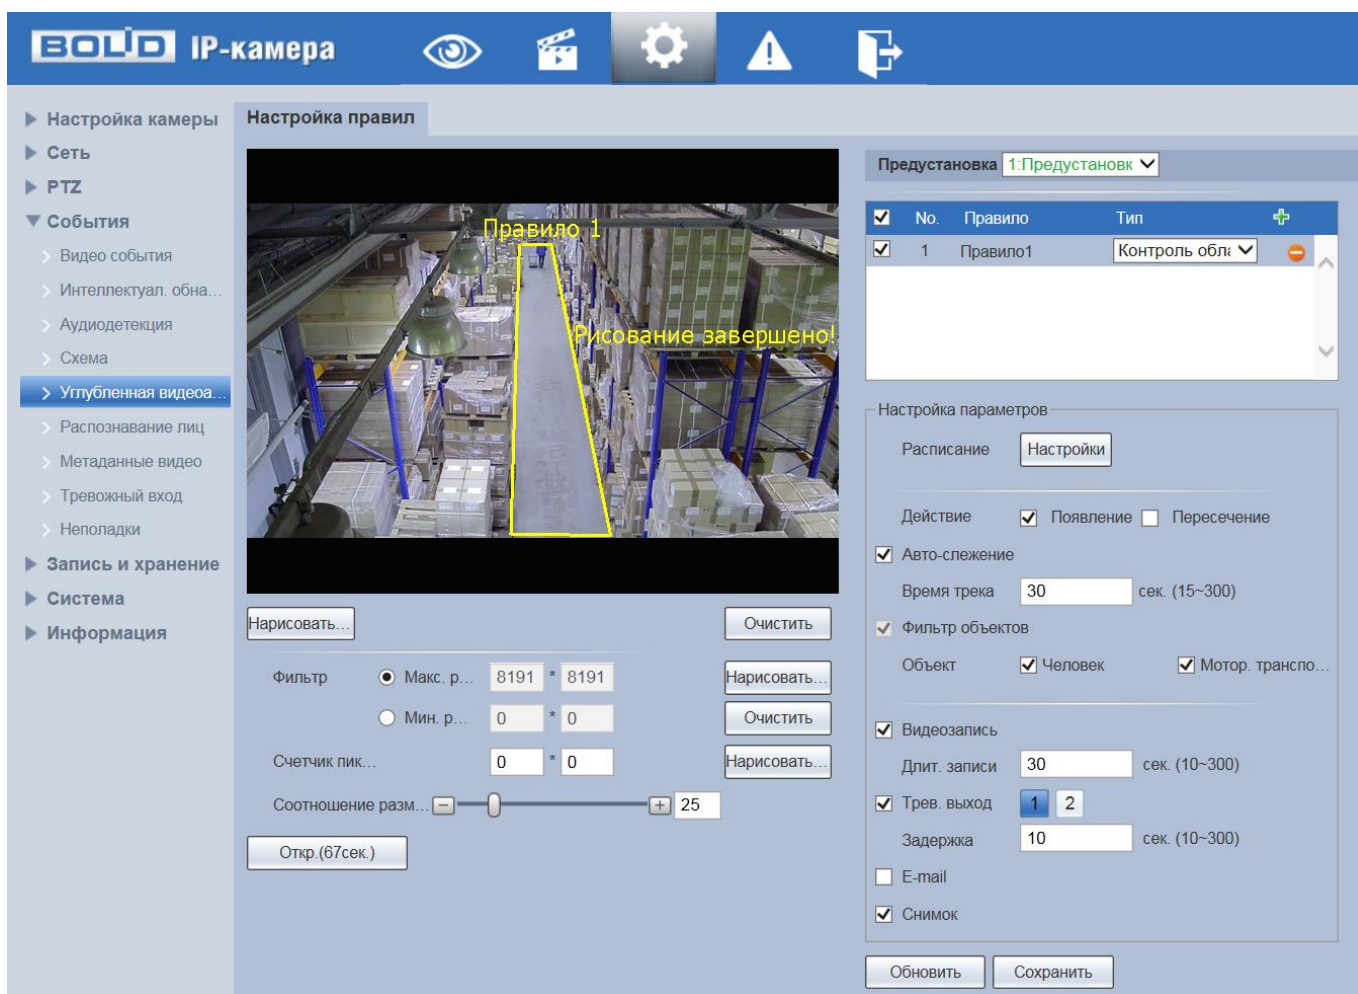 BOLID IP-камера
Настройка камеры
Сеть
PTZ
События
Видео события
Интеллектуал. обна...
Аудиодетекция
Схема
Углубленная видеоа...
Распознавание лиц
Метаданные видео
Тревожный вход
Неполадки
Запись и хранение
Система
Информация
Настройка правил
Правило 1
Рисование завершено!
Нарисовать... Очистить
Фильтр Макс. р... 8191 * 8191 Нарисовать...
Мин. р... 0 * 0 Очистить
Счетчик пик... 0 * 0 Нарисовать...
Соотношение разм... 25
Откр.(67сек.)
Предустановка 1:Предустановк
No. Правило Тип
1 Правило1 Контроль обла
Настройка параметров
Расписание Настройки
Действие Появление Пересечение
Авто-слежение
Время трека 30 сек. (15~300)
Фильтр объектов
Объект Человек Мотор. транспо...
Видеозапись
Длит. записи 30 сек. (10~300)
Трев. выход 1 2
Задержка 10 сек. (10~300)
E-mail
Снимок
Обновить Сохранить